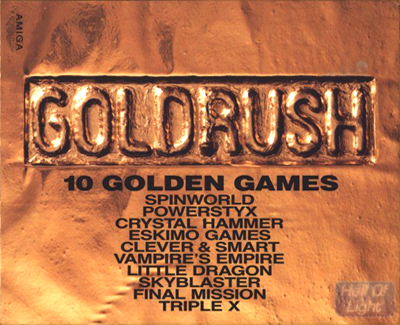 AMIGA
GOLDRUSH
10 GOLDEN GAMES
SPINWORLD
POWERSTYX
CRYSTAL HAMMER
ESKIMO GAMES
CLEVER & SMART
VAMPIRE'S EMPIRE
LITTLE DRAGON
SKYBLASTER
FINAL MISSION
TRIPLE X
Hall Of
Light